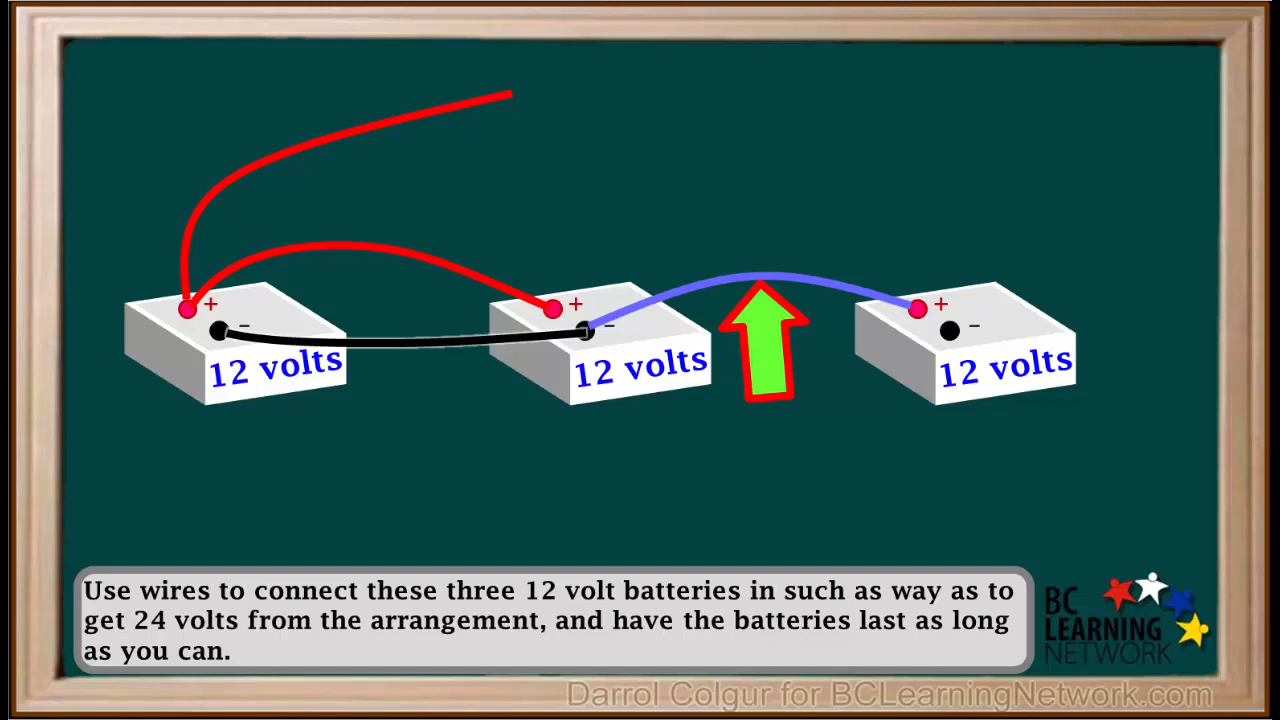 +
–
12 volts
+
–
12 volts
+
–
12 volts
Use wires to connect these three 12 volt batteries in such as way as to
get 24 volts from the arrangement, and have the batteries last as long
as you can.
BC
LEARNING
NETWORK
Darrol Colgur for BCLearningNetwork.com